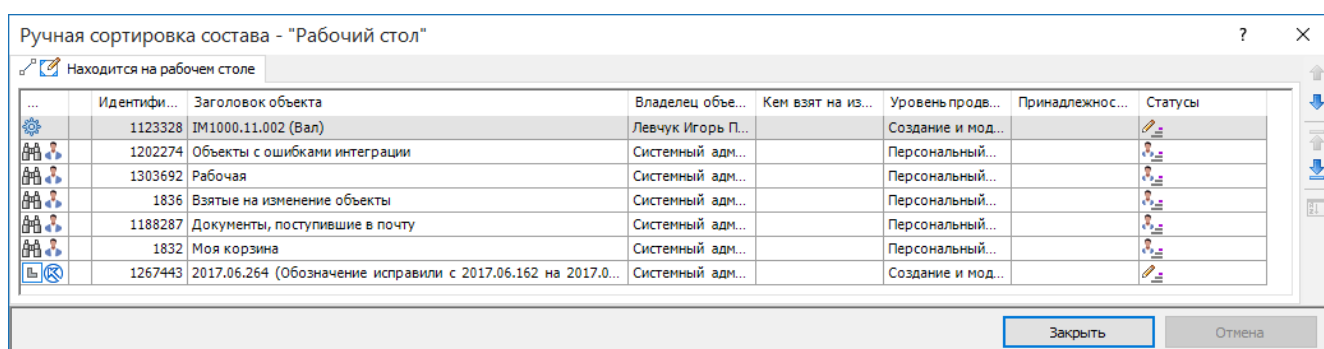 Ручная сортировка состава - "Рабочий стол" ?
Находится на рабочем столе
... Идентифи... Заголовок объекта Владелец объе... Кем взят на из... Уровень продв... Принадлежнос... Статусы
1123328 IM1000.11.002 (Вал) Левчук Игорь П... Создание и мод...
1202274 Объекты с ошибками интеграции Системный адм... Персональный...
1303692 Рабочая Системный адм... Персональный...
1836 Взятые на изменение объекты Системный адм... Персональный...
1188287 Документы, поступившие в почту Системный адм... Персональный...
1832 Моя корзина Системный адм... Персональный...
1267443 2017.06.264 (Обозначение исправили с 2017.06.162 на 2017.0... Системный адм... Создание и мод...
Закрыть Отмена